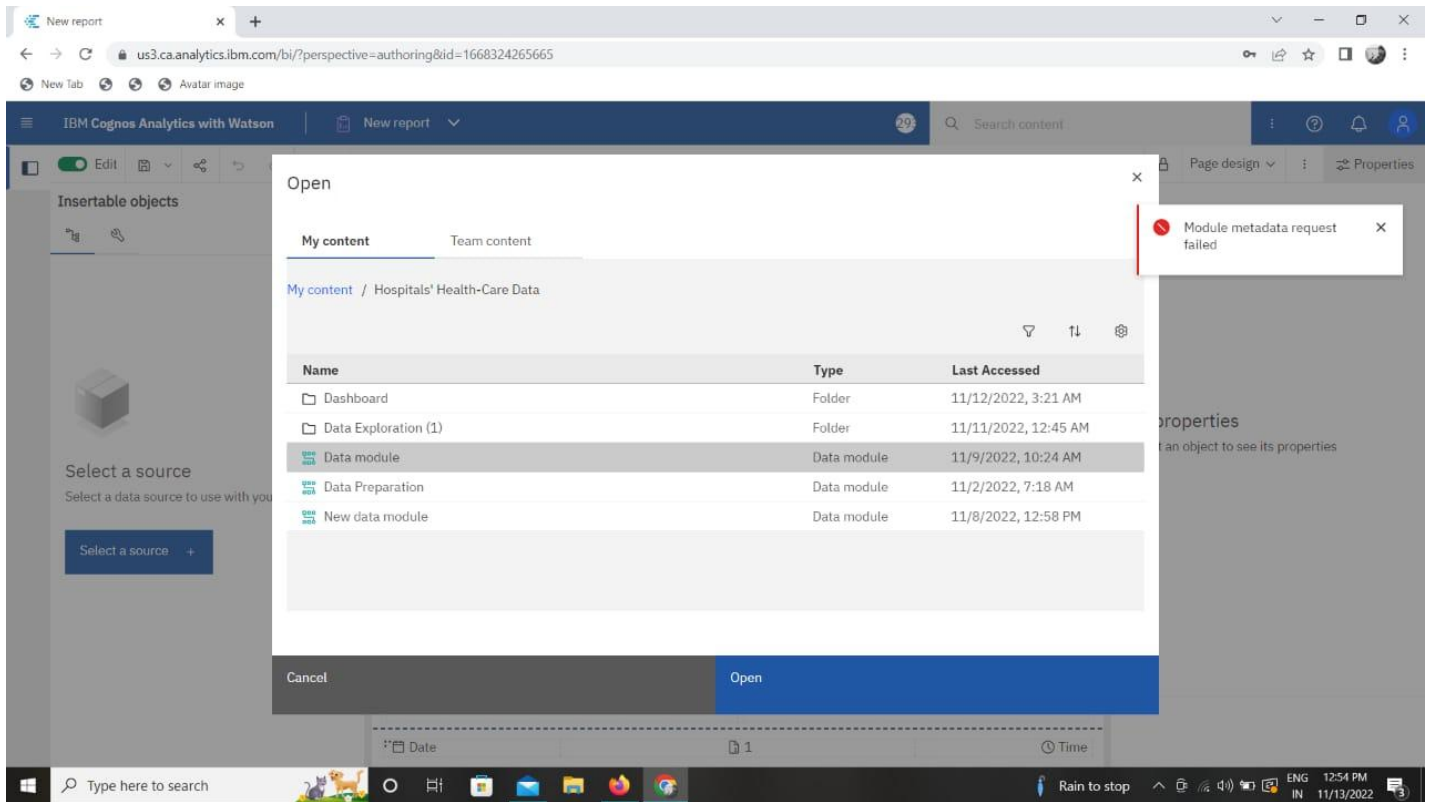 New report
us3.ca.analytics.ibm.com/bi/?perspective=authoring&id=1668324265665
New Tab
Avatar image
IBM Cognos Analytics with Watson
New report
29
Search content
Edit
Page design
Properties
Open
Insertable objects
My content Team content
Module metadata request
failed
My content / Hospitals' Health-Care Data
Name Type Last Accessed
Dashboard Folder 11/12/2022, 3:21 AM
Data Exploration (1) Folder 11/11/2022, 12:45 AM
Data module Data module 11/9/2022, 10:24 AM
Data Preparation Data module 11/2/2022, 7:18 AM
New data module Data module 11/8/2022, 12:58 PM
Select a source
Select a data source to use with you
Select a source +
properties
t an object to see its properties
Cancel
Open
Date 1 Time
Type here to search
Rain to stop
ENG 12:54 PM
IN 11/13/2022
3